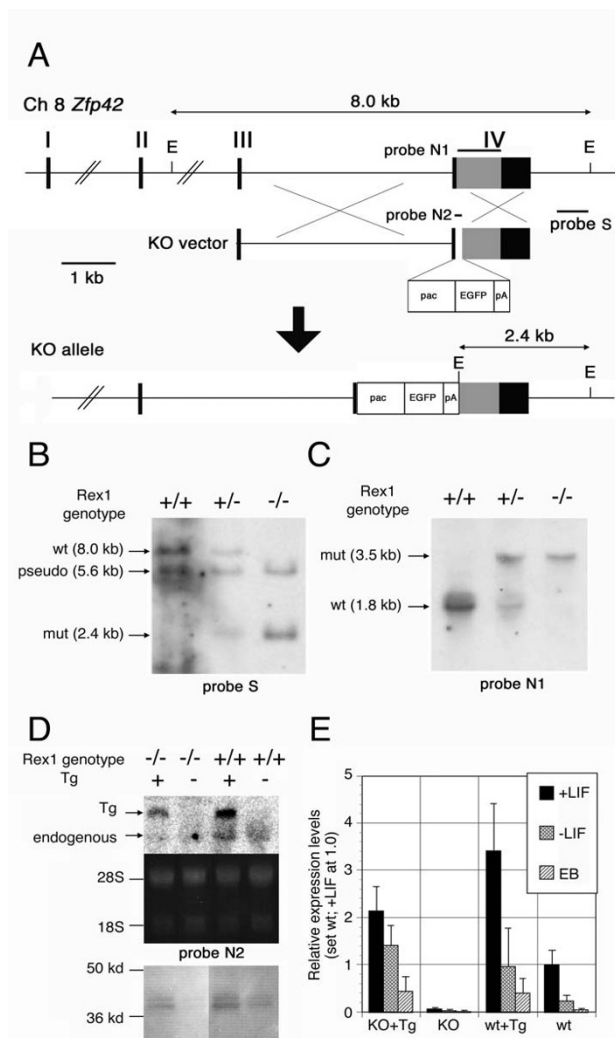 A
Ch 8 Zfp42
8.0 kb
I II III IV
E E
probe N1
probe N2
probe S
KO vector
1 kb
pac EGFP pA
KO allele
2.4 kb
E E
pac EGFP pA
B
Rex1 genotype
+/+ +/- -/-
wt (8.0 kb)
pseudo (5.6 kb)
mut (2.4 kb)
probe S
C
Rex1 genotype
+/+ +/- -/-
mut (3.5 kb)
wt (1.8 kb)
probe N1
D
Rex1 genotype -/- -/- +/+ +/+
Tg + - + -
Tg
endogenous
28S
18S
probe N2
50 kd
36 kd
E
Relative expression levels
(set wt; +LIF at 1.0)
5
4
3
2
1
0
+LIF
-LIF
EB
KO+Tg KO wt+Tg wt